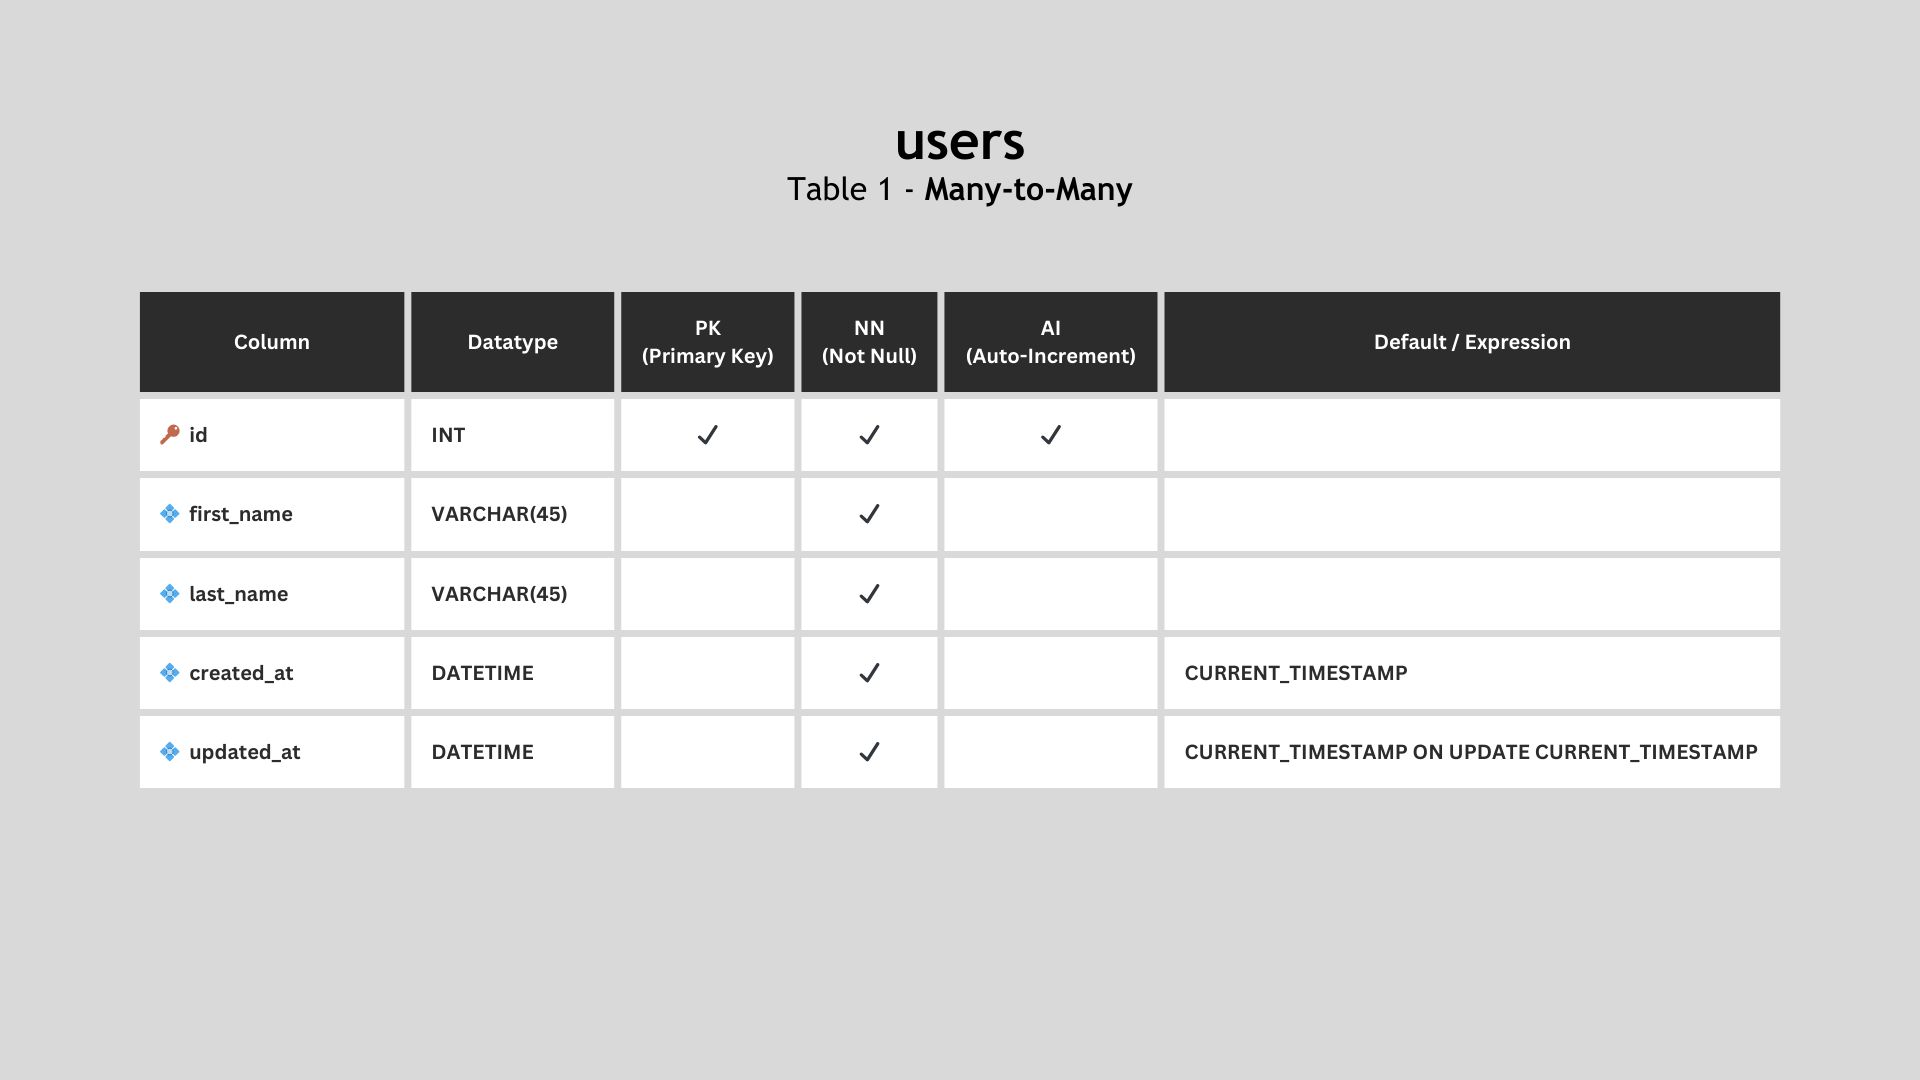 users
Table 1 - Many-to-Many
Column Datatype PK (Primary Key) NN (Not Null) AI (Auto-Increment) Default / Expression
id INT ✓ ✓ ✓
first_name VARCHAR(45) ✓
last_name VARCHAR(45) ✓
created_at DATETIME ✓ CURRENT_TIMESTAMP
updated_at DATETIME ✓ CURRENT_TIMESTAMP ON UPDATE CURRENT_TIMESTAMP